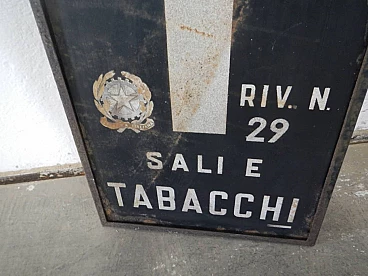 RIV. N.
29
SALI E
TABACCHI